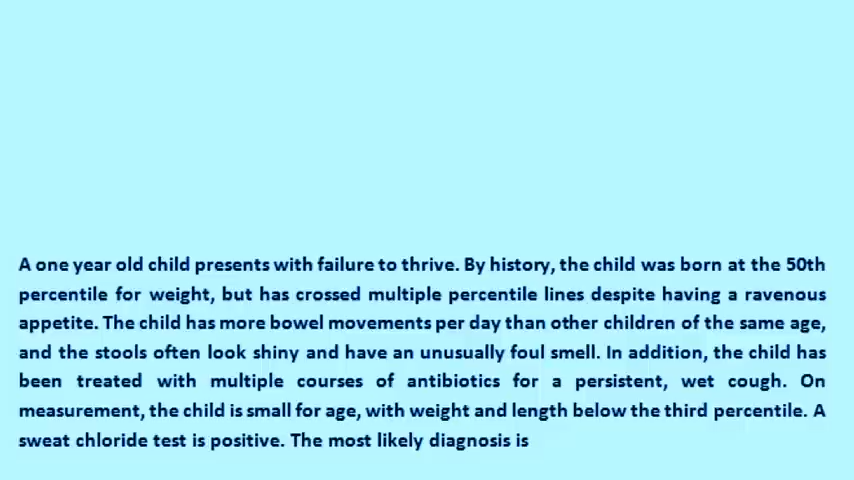 A one year old child presents with failure to thrive. By history, the child was born at the 50th
percentile for weight, but has crossed multiple percentile lines despite having a ravenous
appetite. The child has more bowel movements per day than other children of the same age,
and the stools often look shiny and have an unusually foul smell. In addition, the child has
been treated with multiple courses of antibiotics for a persistent, wet cough. On
measurement, the child is small for age, with weight and length below the third percentile. A
sweat chloride test is positive. The most likely diagnosis is